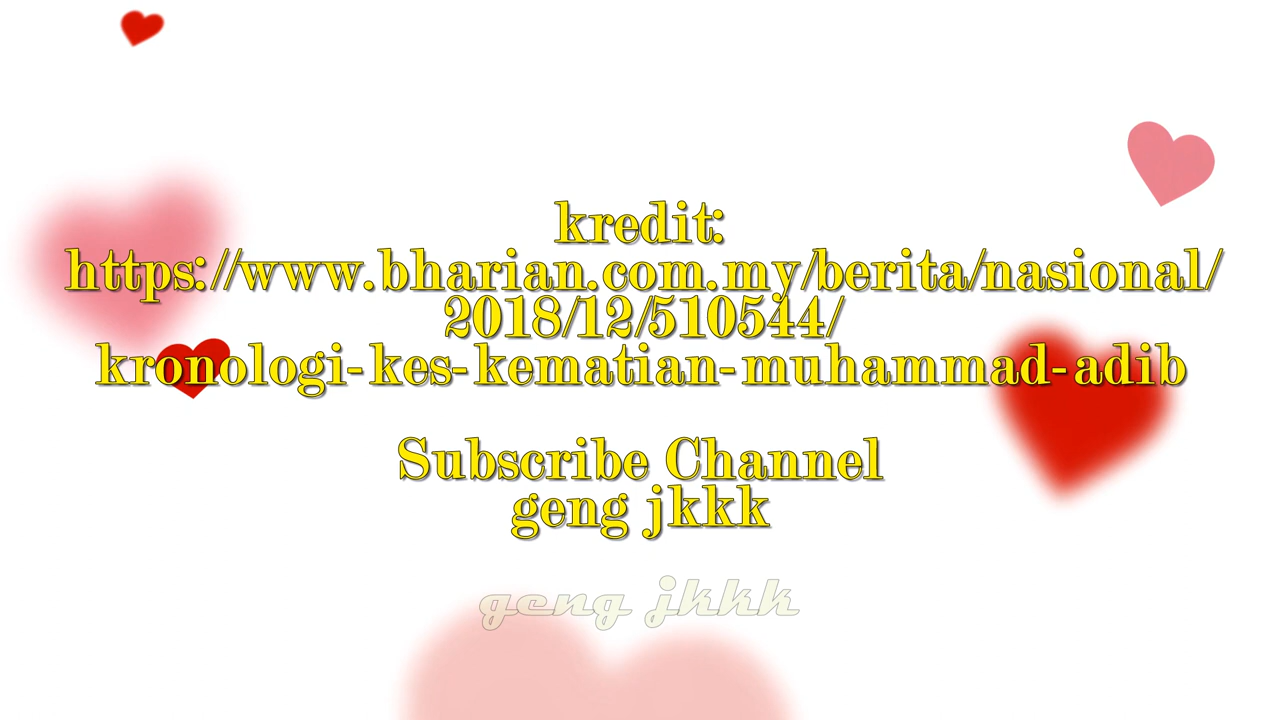 kredit:
https://www.bharian.com.my/berita/nasional/
2018/12/510544/
kronologi-kes-kematian-muhammad-adib
Subscribe Channel
geng jkkk
geng jkkk